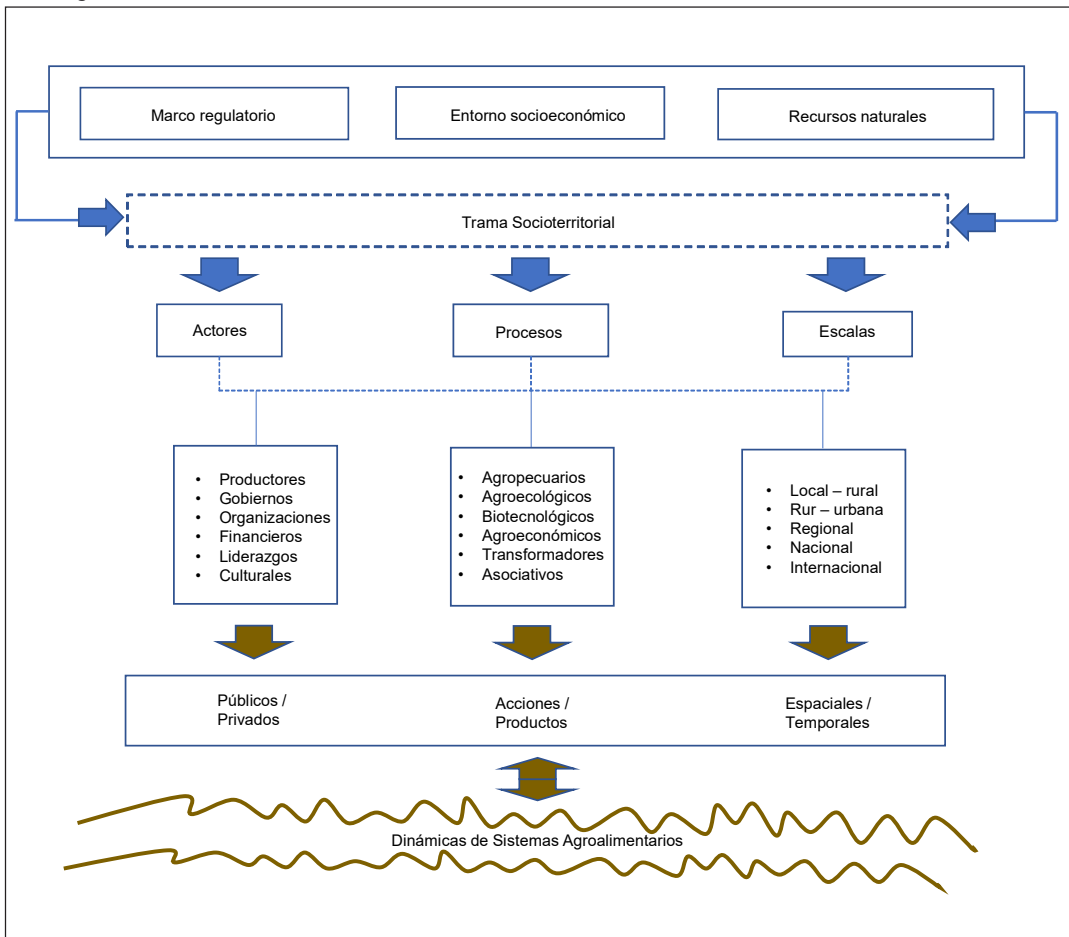 Marco regulatorio
Entorno socioeconómico
Recursos naturales
Trama Socioterritorial
Actores
Procesos
Escalas
• Productores
• Gobiernos
• Organizaciones
• Financieros
• Liderazgos
• Culturales
• Agropecuarios
• Agroecológicos
• Biotecnológicos
• Agroeconómicos
• Transformadores
• Asociativos
• Local – rural
• Rur – urbana
• Regional
• Nacional
• Internacional
Públicos /
Privados
Acciones /
Productos
Espaciales /
Temporales
Dinámicas de Sistemas Agroalimentarios